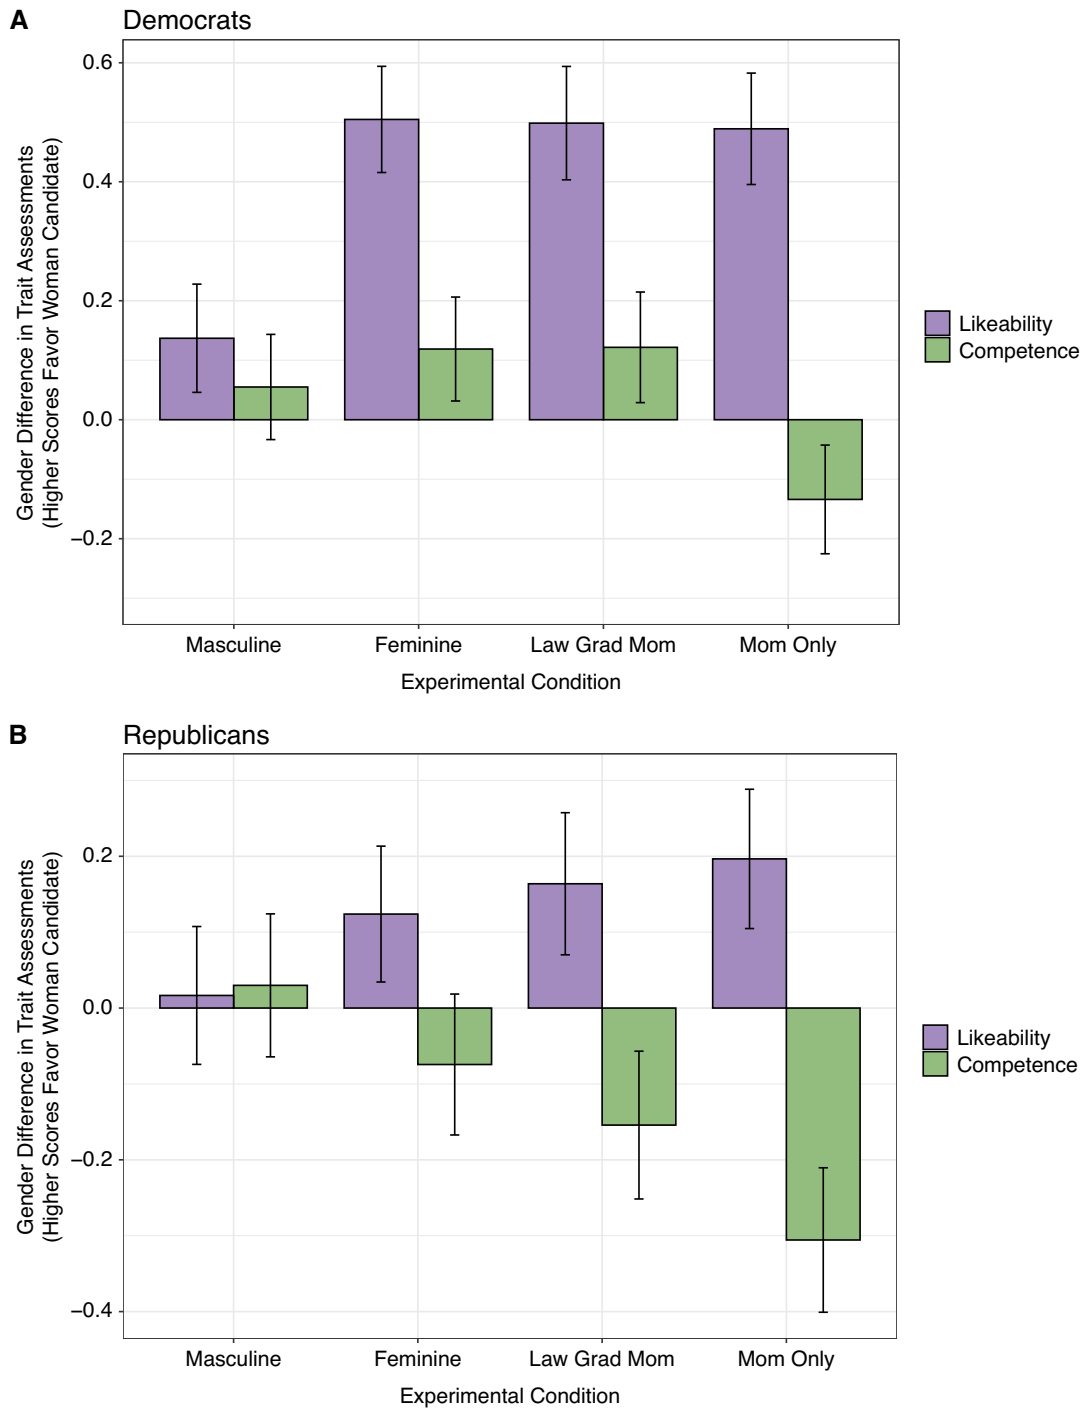 A
Democrats
Gender Difference in Trait Assessments
(Higher Scores Favor Woman Candidate)
0.6
0.4
0.2
0.0
−0.2
Masculine
Feminine
Law Grad Mom
Mom Only
Experimental Condition
Likeability
Competence
B
Republicans
Gender Difference in Trait Assessments
(Higher Scores Favor Woman Candidate)
0.2
0.0
−0.2
−0.4
Masculine
Feminine
Law Grad Mom
Mom Only
Experimental Condition
Likeability
Competence